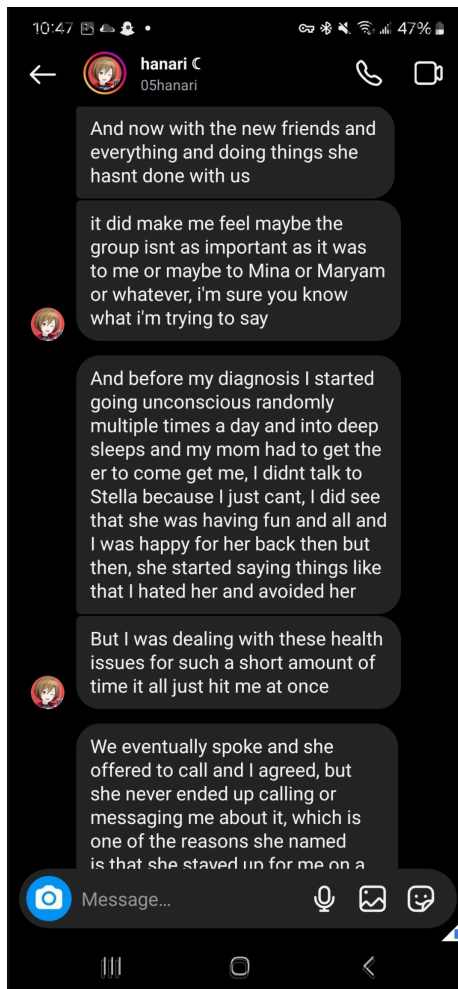 10:47
47%
hanari ☾
05hanari
And now with the new friends and
everything and doing things she
hasnt done with us
it did make me feel maybe the
group isnt as important as it was
to me or maybe to Mina or Maryam
or whatever, i'm sure you know
what i'm trying to say
And before my diagnosis I started
going unconscious randomly
multiple times a day and into deep
sleeps and my mom had to get the
er to come get me, I didnt talk to
Stella because I just cant, I did see
that she was having fun and all and
I was happy for her back then but
then, she started saying things like
that I hated her and avoided her
But I was dealing with these health
issues for such a short amount of
time it all just hit me at once
We eventually spoke and she
offered to call and I agreed, but
she never ended up calling or
messaging me about it, which is
one of the reasons she named
is that she stayed up for me on a
Message...